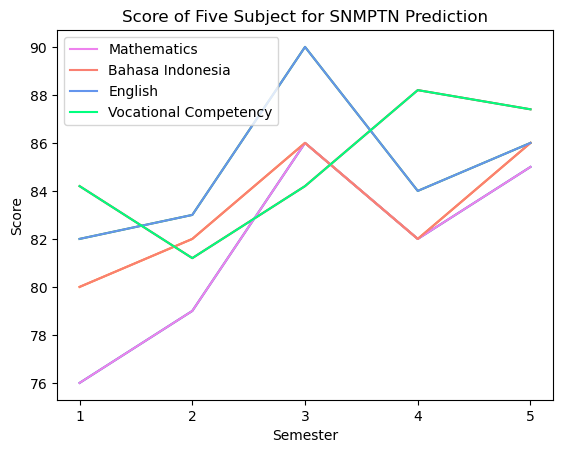 Score of Five Subject for SNMPTN Prediction
Mathematics
Bahasa Indonesia
English
Vocational Competency
90
88
86
84
82
80
78
76
Score
1 2 3 4 5
Semester